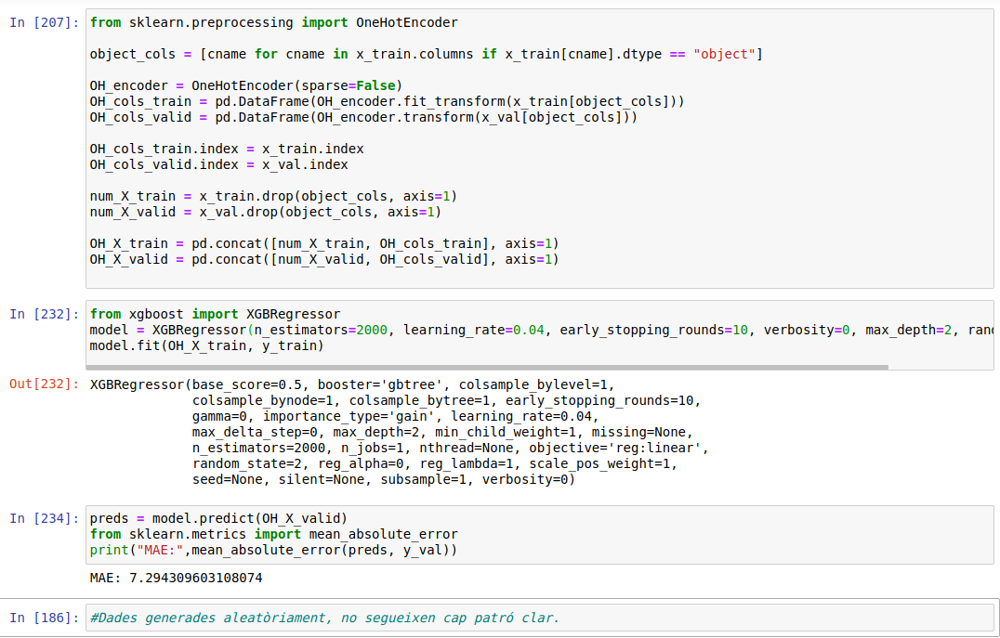 In [207]: from sklearn.preprocessing import OneHotEncoder
object_cols = [cname for cname in x_train.columns if x_train[cname].dtype == "object"]
OH_encoder = OneHotEncoder(sparse=False)
OH_cols_train = pd.DataFrame(OH_encoder.fit_transform(x_train[object_cols]))
OH_cols_valid = pd.DataFrame(OH_encoder.transform(x_val[object_cols]))
OH_cols_train.index = x_train.index
OH_cols_valid.index = x_val.index
num_X_train = x_train.drop(object_cols, axis=1)
num_X_valid = x_val.drop(object_cols, axis=1)
OH_X_train = pd.concat([num_X_train, OH_cols_train], axis=1)
OH_X_valid = pd.concat([num_X_valid, OH_cols_valid], axis=1)
In [232]: from xgboost import XGBRegressor
model = XGBRegressor(n_estimators=2000, learning_rate=0.04, early_stopping_rounds=10, verbosity=0, max_depth=2,
model.fit(OH_X_train, y_train)
Out[232]: XGBRegressor(base_score=0.5, booster='gbtree', colsample_bylevel=1,
colsample_bynode=1, colsample_bytree=1, early_stopping_rounds=10,
gamma=0, importance_type='gain', learning_rate=0.04,
max_delta_step=0, max_depth=2, min_child_weight=1, missing=None,
n_estimators=2000, n_jobs=1, nthread=None, objective='reg:linear',
random_state=2, reg_alpha=0, reg_lambda=1, scale_pos_weight=1,
seed=None, silent=None, subsample=1, verbosity=0)
In [234]: preds = model.predict(OH_X_valid)
from sklearn.metrics import mean_absolute_error
print("MAE:",mean_absolute_error(preds, y_val))
MAE: 7.294309603108074
In [186]: #Dades generades aleatòriament, no segueixen cap patró clar.